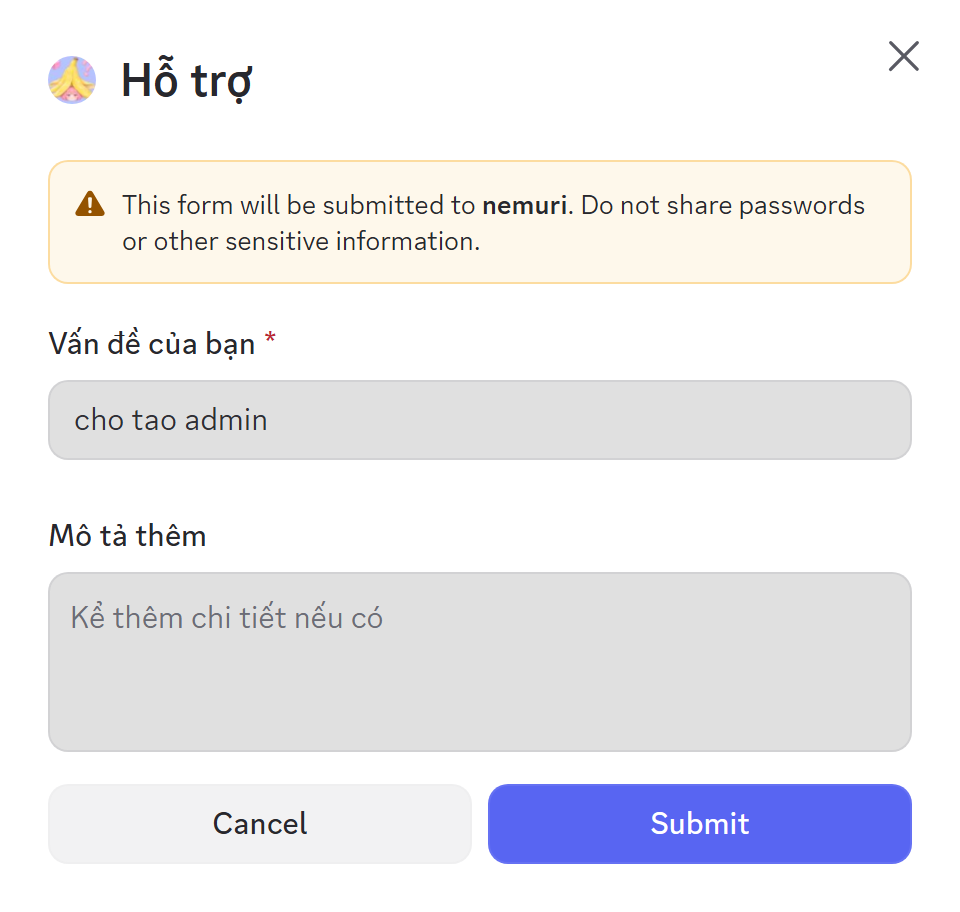 Hỗ trợ
This form will be submitted to nemuri. Do not share passwords
or other sensitive information.
Vấn đề của bạn *
cho tao admin
Mô tả thêm
Kể thêm chi tiết nếu có
Cancel
Submit